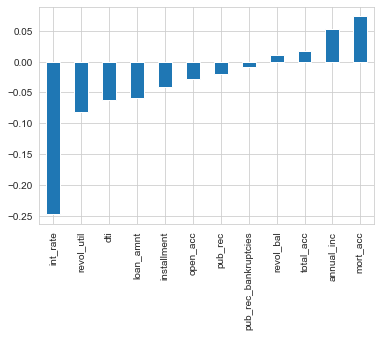 0.05
0.00
−0.05
−0.10
−0.15
−0.20
−0.25
int_rate
revol_util
dti
loan_amnt
installment
open_acc
pub_rec
pub_rec_bankruptcies
revol_bal
total_acc
annual_inc
mort_acc